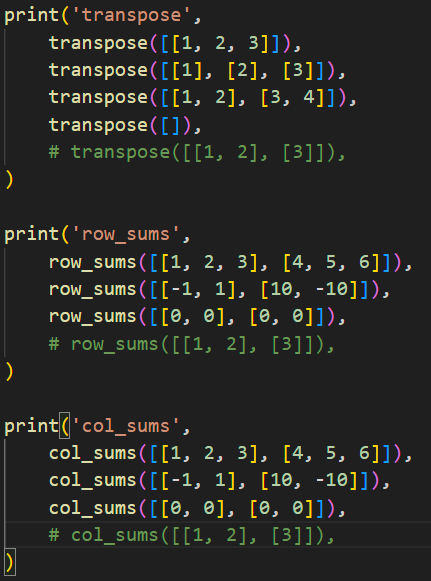 print('transpose',
    transpose([[1, 2, 3]]),
    transpose([[1], [2], [3]]),
    transpose([[1, 2], [3, 4]]),
    transpose([]),
    # transpose([[1, 2], [3]]),
)

print('row_sums',
    row_sums([[1, 2, 3], [4, 5, 6]]),
    row_sums([[-1, 1], [10, -10]]),
    row_sums([[0, 0], [0, 0]]),
    # row_sums([[1, 2], [3]]),
)

print('col_sums',
    col_sums([[1, 2, 3], [4, 5, 6]]),
    col_sums([[-1, 1], [10, -10]]),
    col_sums([[0, 0], [0, 0]]),
    # col_sums([[1, 2], [3]]),
)